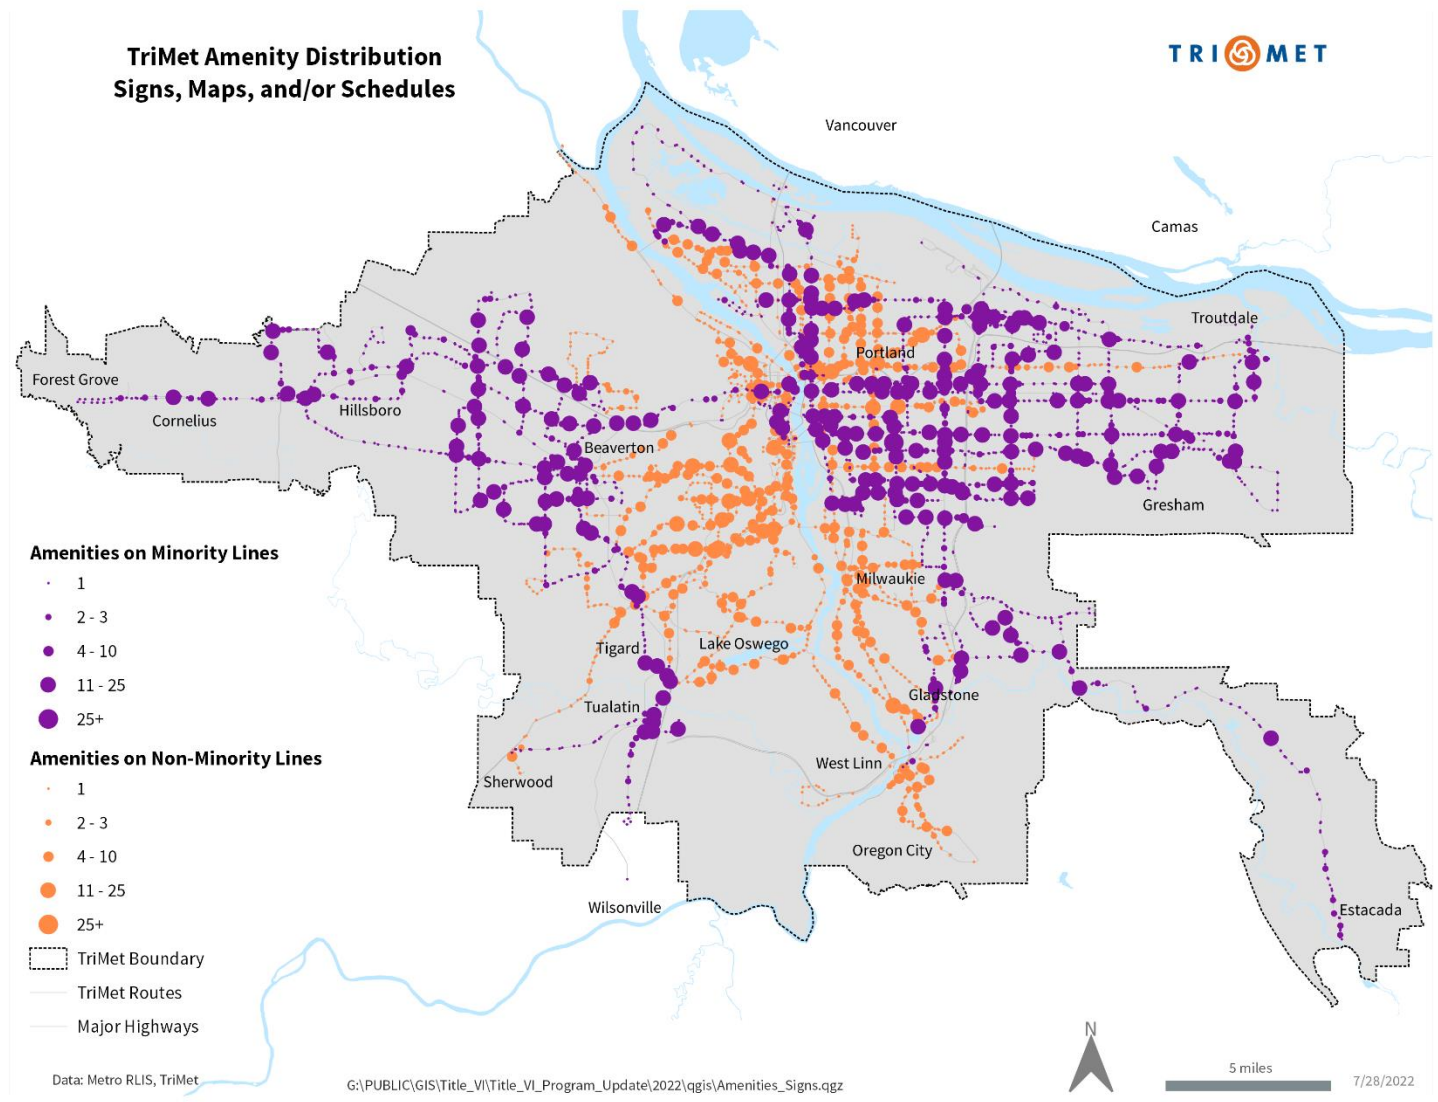 TriMet Amenity Distribution
Signs, Maps, and/or Schedules
TRI MET
Vancouver
Camas
Troutdale
Portland
Forest Grove
Cornelius
Hillsboro
Beaverton
Gresham
Milwaukie
Tigard
Lake Oswego
Gladstone
Tualatin
West Linn
Sherwood
Oregon City
Wilsonville
Estacada
Amenities on Minority Lines
1
2 - 3
4 - 10
11 - 25
25+
Amenities on Non-Minority Lines
1
2 - 3
4 - 10
11 - 25
25+
TriMet Boundary
TriMet Routes
Major Highways
Data: Metro RLIS, TriMet
G:\PUBLIC\GIS\Title_VI\Title_VI_Program_Update\2022\qgis\Amenities_Signs.qgz
N
5 miles
7/28/2022